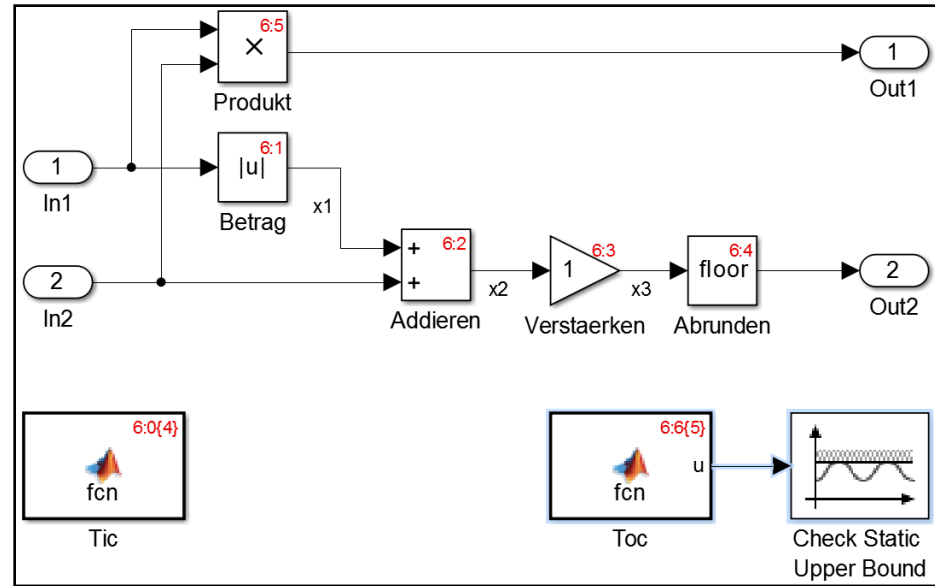 6:5
×
Produkt
1
Out1
1
In1
6:1
|u|
Betrag
x1
2
In2
+
+
6:2
Addieren
x2
6:3
1
Verstaerken
x3
6:4
floor
Abrunden
2
Out2
6:0{4}
fcn
Tic
6:6{5}
u
fcn
Toc
Check Static
Upper Bound